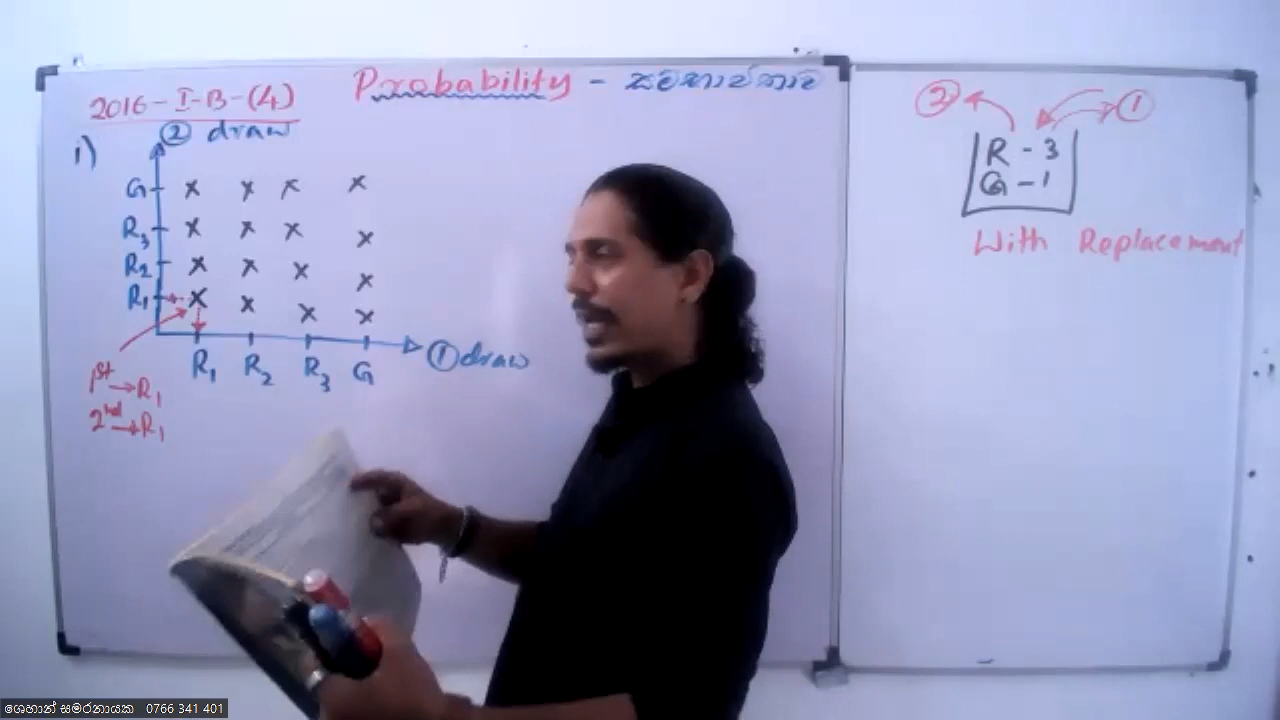 Probability - සම්භාවිතාව
2016 - I - B - (4)
② draw
i)
G
R3
R2
R1
R1 R2 R3 G
① draw
1st → R1
2nd → R1
② ①
R - 3
G - 1
With Replacement
0766 341 401